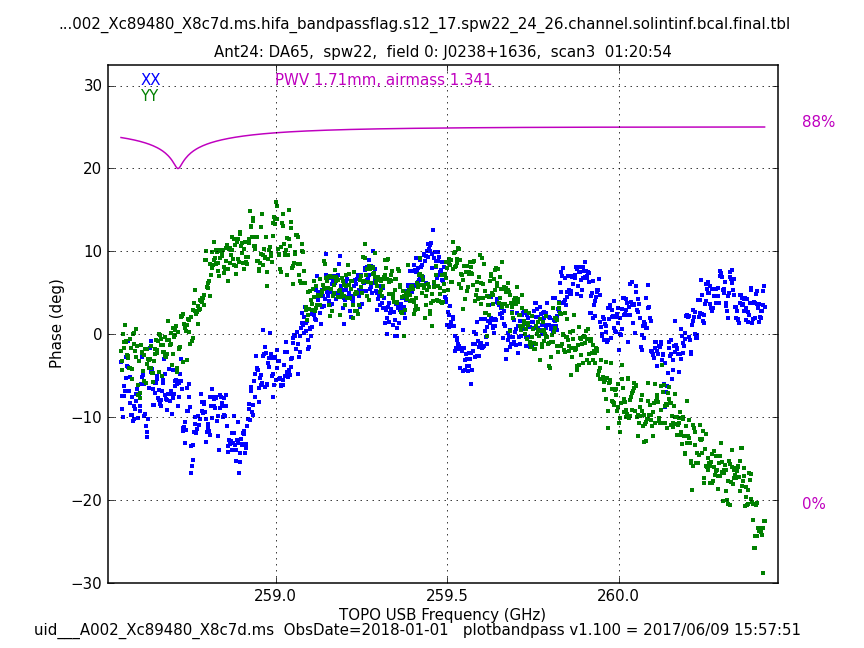 ...002_Xc89480_X8c7d.ms.hifa_bandpassflag.s12_17.spw22_24_26.channel.solintinf.bcal.final.tbl
Ant24: DA65, spw22, field 0: J0238+1636, scan3 01:20:54
XX
YY
PWV 1.71mm, airmass 1.341
88%
0%
30
20
10
0
−10
−20
−30
Phase (deg)
259.0
259.5
260.0
TOPO USB Frequency (GHz)
uid___A002_Xc89480_X8c7d.ms ObsDate=2018-01-01 plotbandpass v1.100 = 2017/06/09 15:57:51